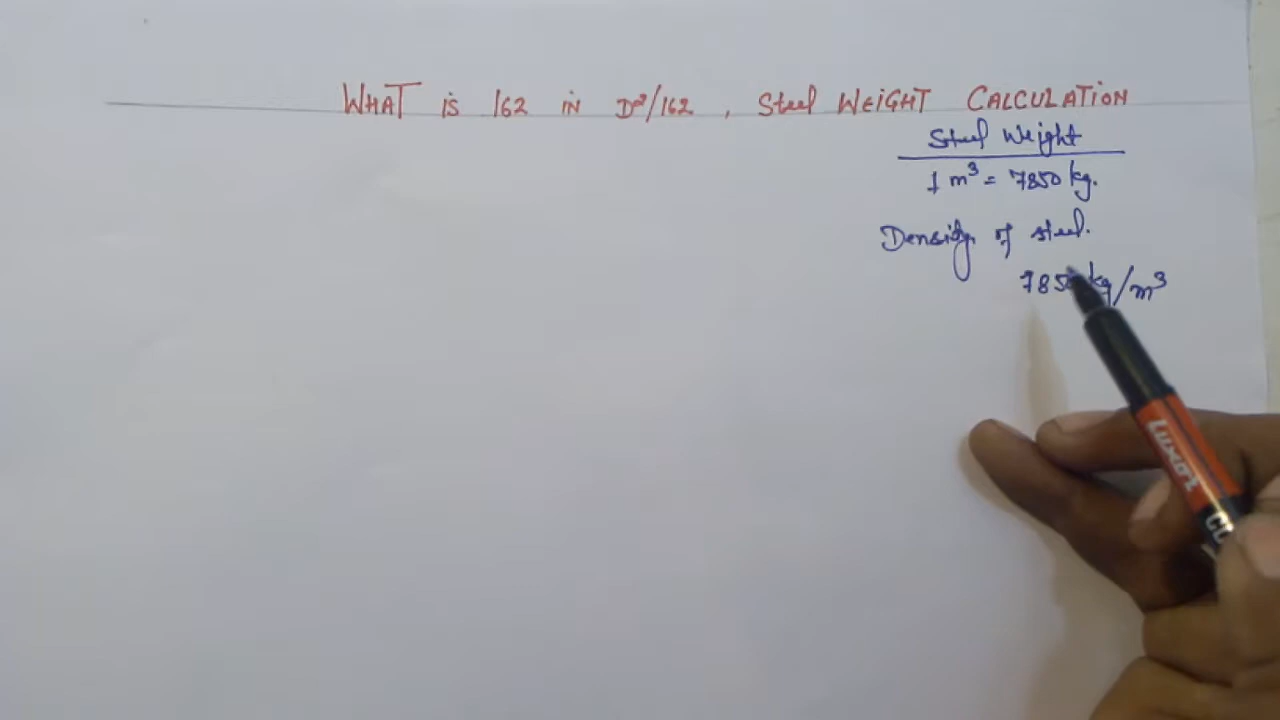 WHAT IS 162 IN D²/162 , Steel WEIGHT CALCULATION
Steel Weight
1 m³ = 7850 kg.
Density of steel.
7850 kg/m³
Luxor